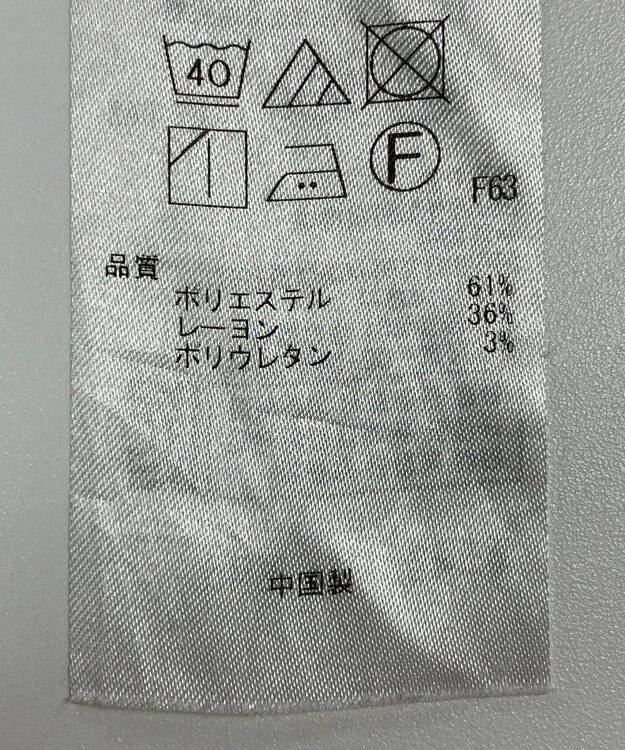 40
F
F63
品質
ポリエステル 61%
レーヨン 36%
ポリウレタン 3%
中国製